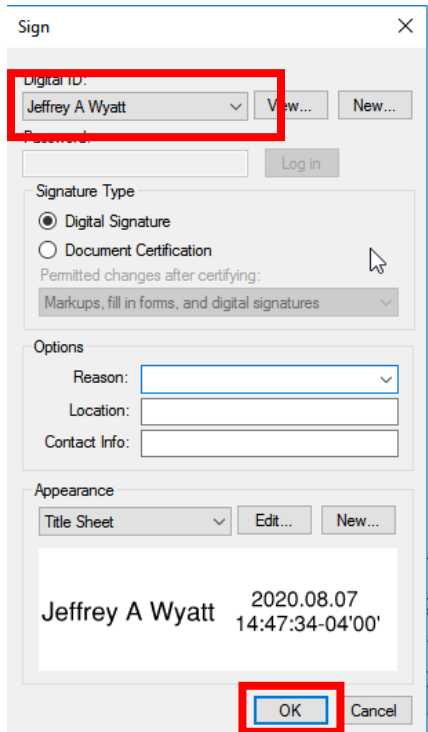 Sign
Digital ID:
Jeffrey A Wyatt View... New...
Password:
Log in
Signature Type
Digital Signature
Document Certification
Permitted changes after certifying:
Markups, fill in forms, and digital signatures
Options
Reason:
Location:
Contact Info:
Appearance
Title Sheet Edit... New...
Jeffrey A Wyatt 2020.08.07
14:47:34-04'00'
OK Cancel